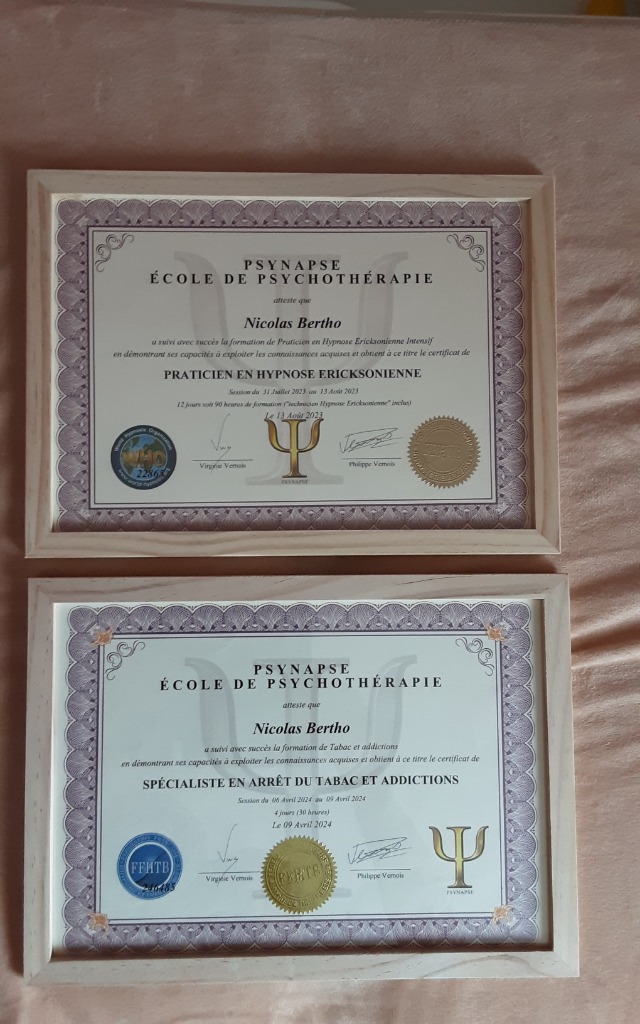 PSYNAPSE
ÉCOLE DE PSYCHOTHÉRAPIE
atteste que
Nicolas Bertho
a suivi avec succès la formation de Praticien en Hypnose Ericksonienne Intensif
en démontrant ses capacités à exploiter les connaissances acquises et obtient à ce titre le certificat de
PRATICIEN EN HYPNOSE ERICKSONIENNE
Session du 31 Juillet 2023 au 13 Août 2023
12 jours soit 90 heures de formation ("technicien Hypnose Ericksonienne" inclus)
Le 13 Août 2023
WHO
Virginie Vernois
PSYNAPSE
Philippe Vernois
PSYNAPSE
ÉCOLE DE PSYCHOTHÉRAPIE
atteste que
Nicolas Bertho
a suivi avec succès la formation de Tabac et addictions
en démontrant ses capacités à exploiter les connaissances acquises et obtient à ce titre le certificat de
SPÉCIALISTE EN ARRÊT DU TABAC ET ADDICTIONS
Session du 06 Avril 2024 au 09 Avril 2024
4 jours (30 heures)
Le 09 Avril 2024
FFHTB
246485
Virginie Vernois
FFHTB
Philippe Vernois
PSYNAPSE